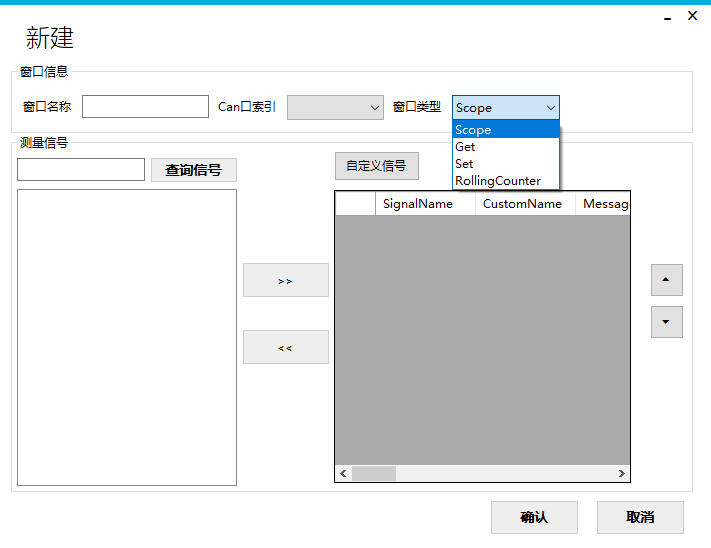 新建
窗口信息
窗口名称 Can口索引 窗口类型 Scope
Scope
Get
Set
RollingCounter
测量信号
查询信号 自定义信号
SignalName CustomName Messag
>>
<<
确认 取消